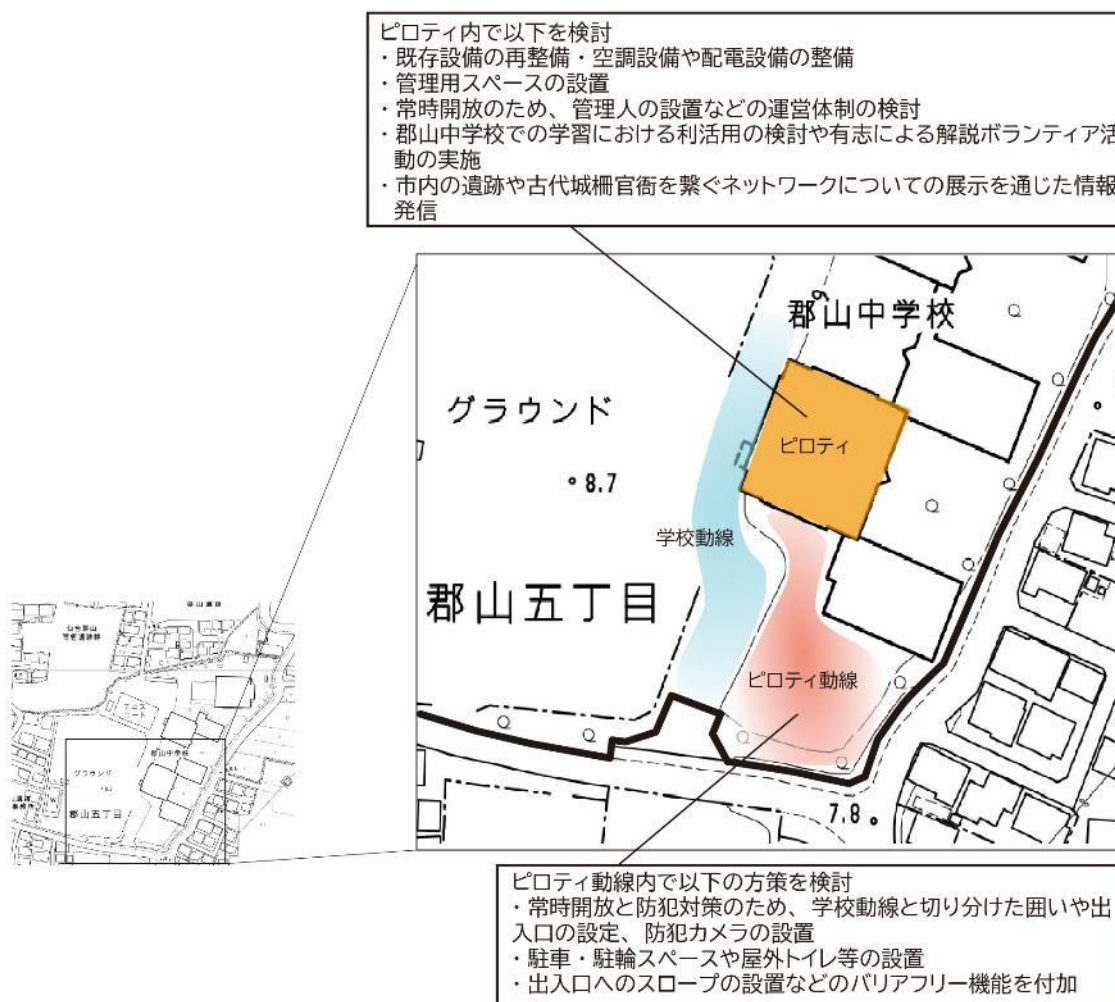 ピロティ内で以下を検討
・既存設備の再整備・空調設備や配電設備の整備
・管理用スペースの設置
・常時開放のため、管理人の設置などの運営体制の検討
・郡山中学校での学習における利活用の検討や有志による解説ボランティア活
動の実施
・市内の遺跡や古代城柵官衙を繋ぐネットワークについての展示を通じた情報
発信
郡山中学校
グラウンド
ピロティ
8.7
学校動線
郡山五丁目
ピロティ動線
7.8
郡山中学校
グラウンド
郡山五丁目
ピロティ動線内で以下の方策を検討
・常時開放と防犯対策のため、学校動線と切り分けた囲いや出
入口の設定、防犯カメラの設置
・駐車・駐輪スペースや屋外トイレ等の設置
・出入口へのスロープの設置などのバリアフリー機能を付加